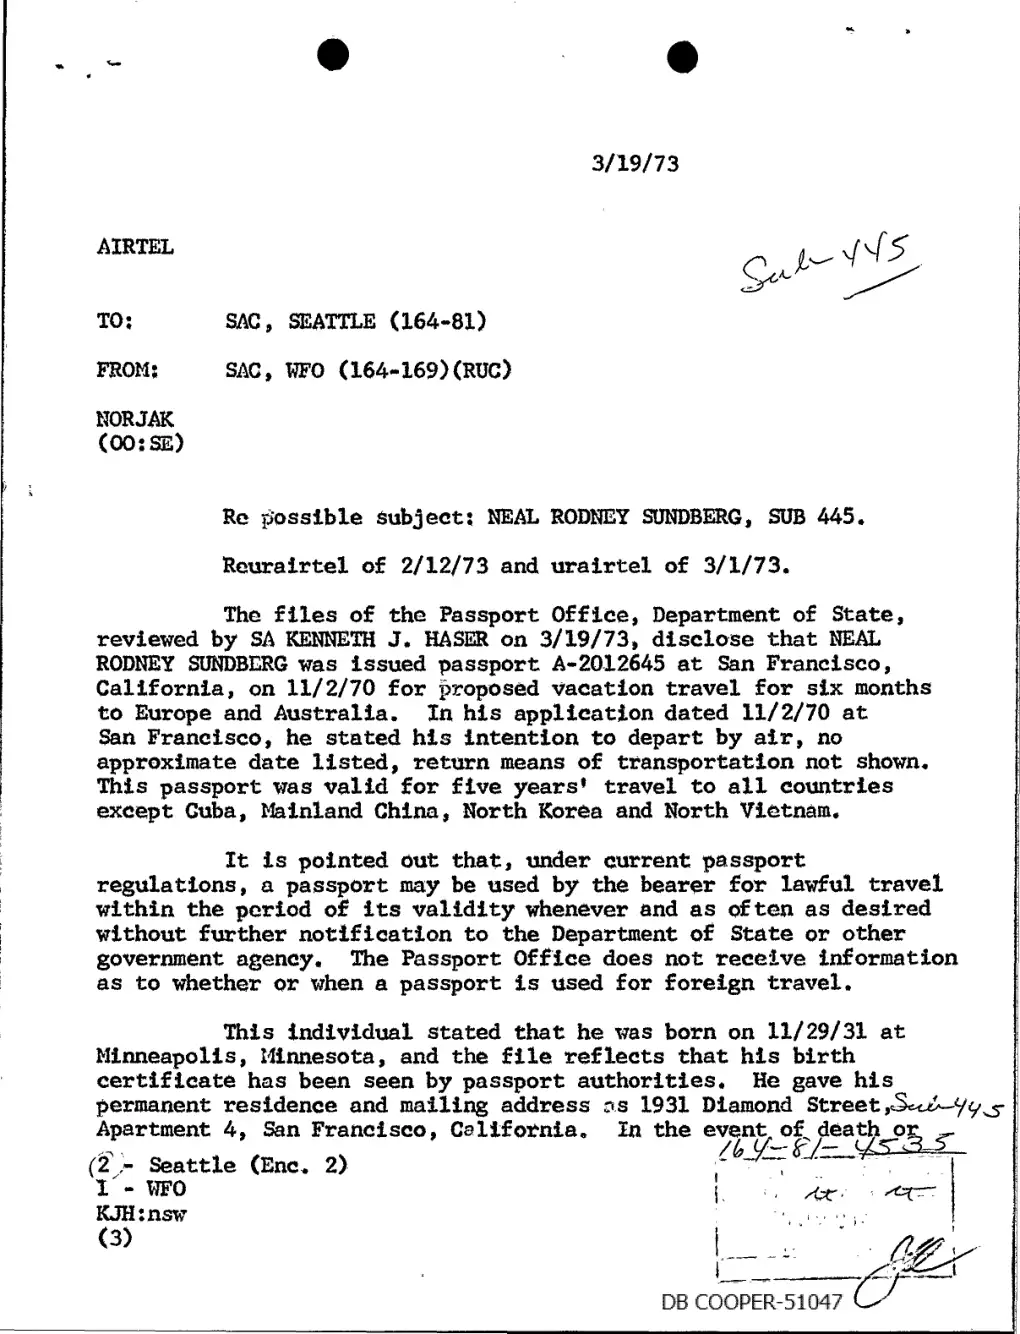 3/19/73
AIRTEL
Sub 445
TO: SAC, SEATTLE (164-81)
FROM: SAC, WFO (164-169)(RUC)
NORJAK
(OO:SE)
Re possible subject: NEAL RODNEY SUNDBERG, SUB 445.
Reurairtel of 2/12/73 and urairtel of 3/1/73.
The files of the Passport Office, Department of State,
reviewed by SA KENNETH J. HASER on 3/19/73, disclose that NEAL
RODNEY SUNDBERG was issued passport A-2012645 at San Francisco,
California, on 11/2/70 for proposed vacation travel for six months
to Europe and Australia. In his application dated 11/2/70 at
San Francisco, he stated his intention to depart by air, no
approximate date listed, return means of transportation not shown.
This passport was valid for five years' travel to all countries
except Cuba, Mainland China, North Korea and North Vietnam.
It is pointed out that, under current passport
regulations, a passport may be used by the bearer for lawful travel
within the period of its validity whenever and as often as desired
without further notification to the Department of State or other
government agency. The Passport Office does not receive information
as to whether or when a passport is used for foreign travel.
This individual stated that he was born on 11/29/31 at
Minneapolis, Minnesota, and the file reflects that his birth
certificate has been seen by passport authorities. He gave his
permanent residence and mailing address as 1931 Diamond Street, Sub-445
Apartment 4, San Francisco, California. In the event of death or
164-81-4535
(2)- Seattle (Enc. 2)
1 - WFO
KJH:nsw
(3)
DB COOPER-51047